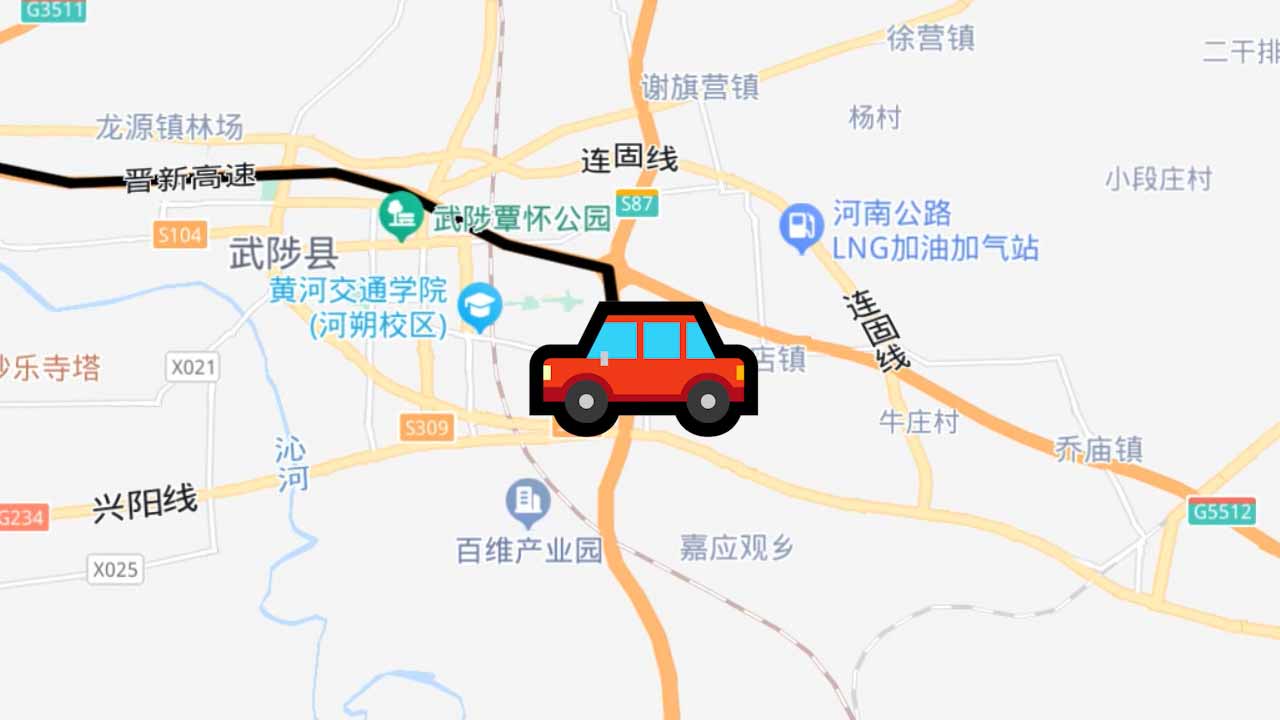 G3511
徐营镇
二干排
谢旗营镇
杨村
龙源镇林场
连固线
晋新高速
小段庄村
S87
武陟覃怀公园
河南公路
LNG加油加气站
S104
武陟县
黄河交通学院
(河朔校区)
连固线
店镇
妙乐寺塔
X021
牛庄村
S309
乔庙镇
沁河
兴阳线
G234
G5512
百维产业园
嘉应观乡
X025